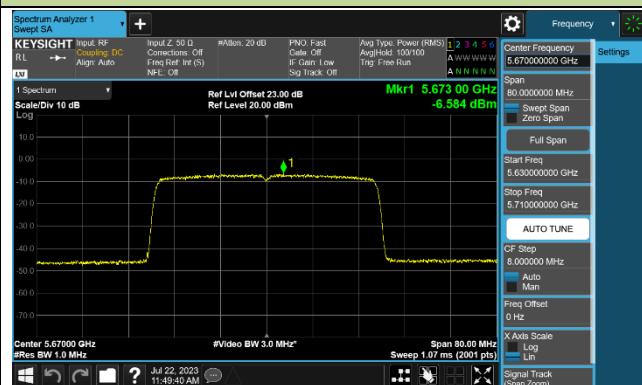 Spectrum Analyzer 1
Swept SA
+
Frequency
KEYSIGHT
RL
Input: RF
Coupling: DC
Align: Auto
Input Z: 50 Ω
Corrections: Off
Freq Ref: Int (S)
NFE: Off
#Atten: 20 dB
PNO: Fast
Gate: Off
IF Gain: Low
Sig Track: Off
Avg Type: Power (RMS)
Avg|Hold: 100/100
Trig: Free Run
1 2 3 4 5 6
A W W W W W
A N N N N N
1 Spectrum
Scale/Div 10 dB
Log
Ref Lvl Offset 23.00 dB
Ref Level 20.00 dBm
Mkr1 5.673 00 GHz
-6.584 dBm
10.0
0.00
-10.0
-20.0
-30.0
-40.0
-50.0
-60.0
-70.0
1
Center 5.67000 GHz
#Res BW 1.0 MHz
#Video BW 3.0 MHz*
Span 80.00 MHz
Sweep 1.07 ms (2001 pts)
Jul 22, 2023
11:49:40 AM
Center Frequency
5.670000000 GHz
Span
80.0000000 MHz
Swept Span
Zero Span
Full Span
Start Freq
5.630000000 GHz
Stop Freq
5.710000000 GHz
AUTO TUNE
CF Step
8.000000 MHz
Auto
Man
Freq Offset
0 Hz
X Axis Scale
Log
Lin
Signal Track
(Span Zoom)
Settings